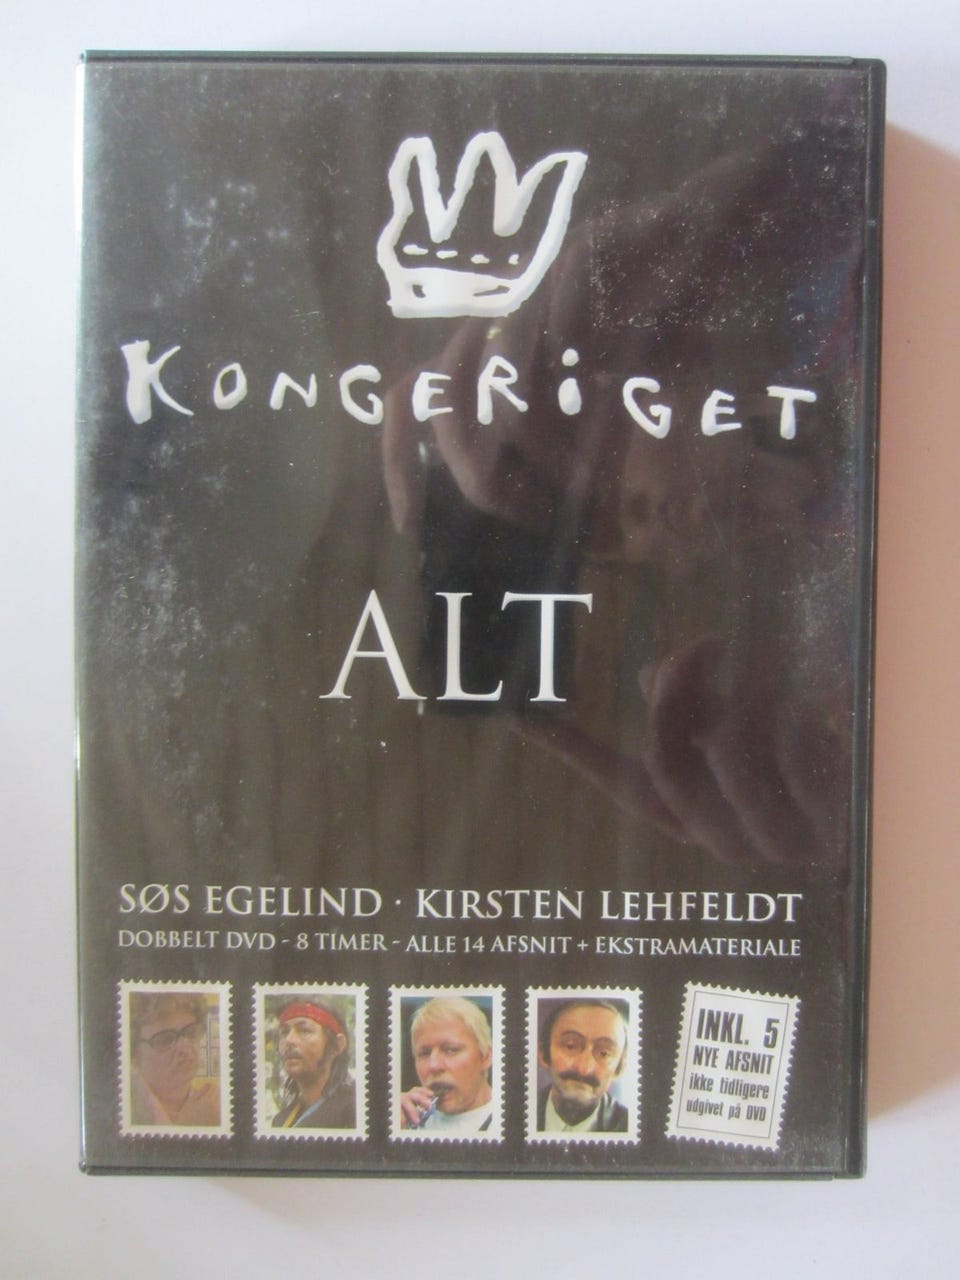 KONGERiGET
ALT
SØS EGELIND · KIRSTEN LEHFELDT
DOBBELT DVD - 8 TIMER - ALLE 14 AFSNIT + EKSTRAMATERIALE
INKL. 5
NYE AFSNIT
ikke tidligere
udgivet på DVD